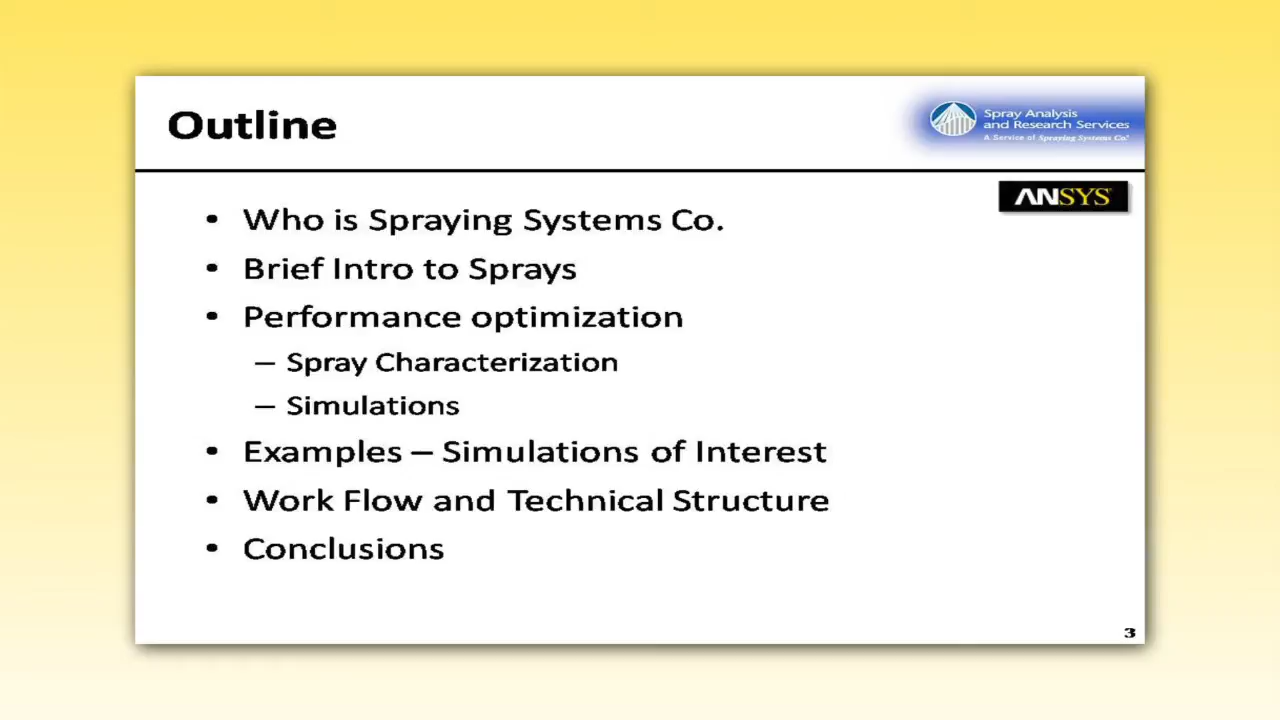 Outline
Spray Analysis
and Research Services
A Service of Spraying Systems Co.
ANSYS
• Who is Spraying Systems Co.
• Brief Intro to Sprays
• Performance optimization
– Spray Characterization
– Simulations
• Examples – Simulations of Interest
• Work Flow and Technical Structure
• Conclusions
3